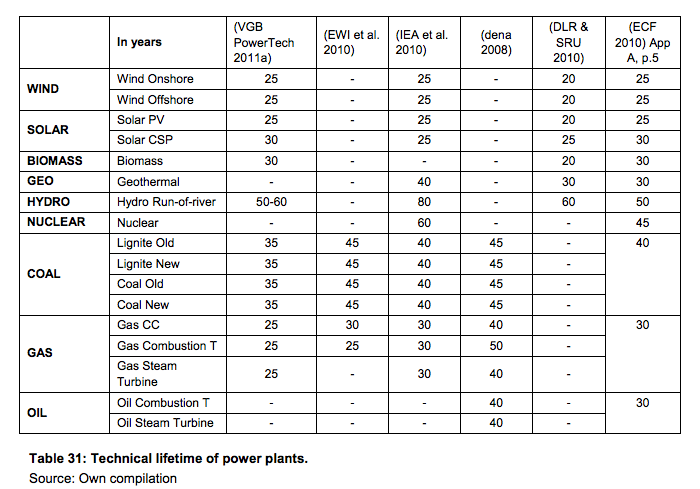 In years (VGB PowerTech 2011a) (EWI et al. 2010) (IEA et al. 2010) (dena 2008) (DLR & SRU 2010) (ECF 2010) App A, p.5
WIND Wind Onshore 25 - 25 - 20 25
Wind Offshore 25 - 25 - 20 25
SOLAR Solar PV 25 - 25 - 20 25
Solar CSP 30 - 25 - 25 30
BIOMASS Biomass 30 - - - 20 30
GEO Geothermal - - 40 - 30 30
HYDRO Hydro Run-of-river 50-60 - 80 - 60 50
NUCLEAR Nuclear - - 60 - - 45
COAL Lignite Old 35 45 40 45 - 40
Lignite New 35 45 40 45 -
Coal Old 35 45 40 45 -
Coal New 35 45 40 45 -
GAS Gas CC 25 30 30 40 - 30
Gas Combustion T 25 25 30 50 -
Gas Steam Turbine 25 - 30 40 -
OIL Oil Combustion T - - - 40 - 30
Oil Steam Turbine - - - 40 -
Table 31: Technical lifetime of power plants.
Source: Own compilation